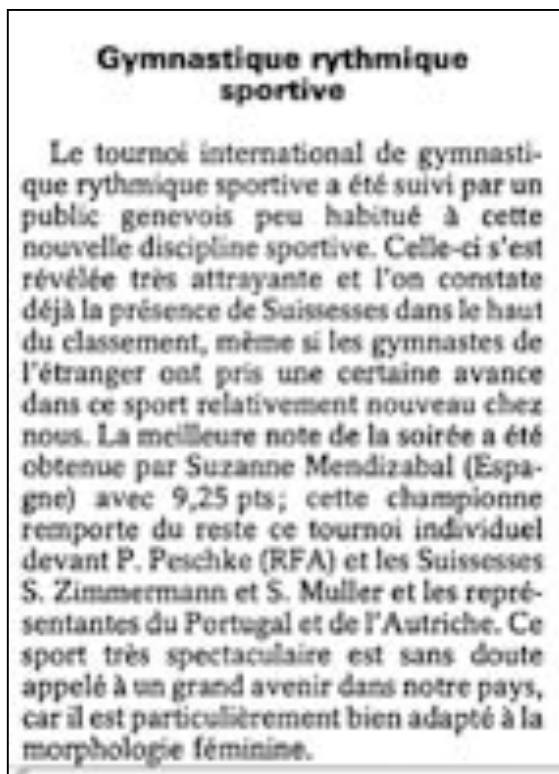 Gymnastique rythmique
sportive
Le tournoi international de gymnasti-
que rythmique sportive a été suivi par un
public genevois peu habitué à cette
nouvelle discipline sportive. Celle-ci s'est
révélée très attrayante et l'on constate
déjà la présence de Suissesses dans le haut
du classement, même si les gymnastes de
l'étranger ont pris une certaine avance
dans ce sport relativement nouveau chez
nous. La meilleure note de la soirée a été
obtenue par Suzanne Mendizabal (Espa-
gne) avec 9,25 pts; cette championne
remporte du reste ce tournoi individuel
devant P. Peschke (RFA) et les Suissesses
S. Zimmermann et S. Muller et les repré-
sentantes du Portugal et de l'Autriche. Ce
sport très spectaculaire est sans doute
appelé à un grand avenir dans notre pays,
car il est particulièrement bien adapté à la
morphologie féminine.